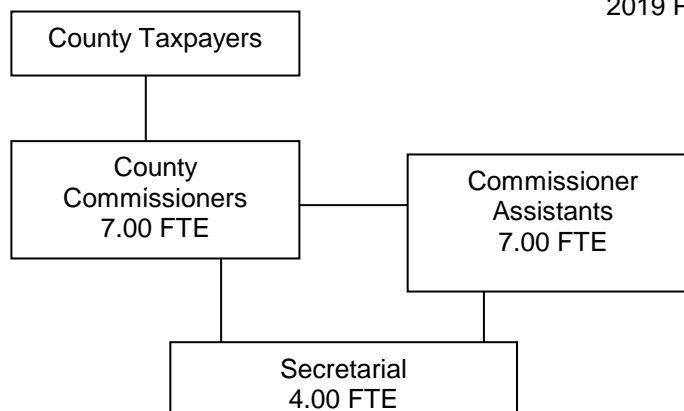 2019
County Taxpayers
County
Commissioners
7.00 FTE
Commissioner
Assistants
7.00 FTE
Secretarial
4.00 FTE